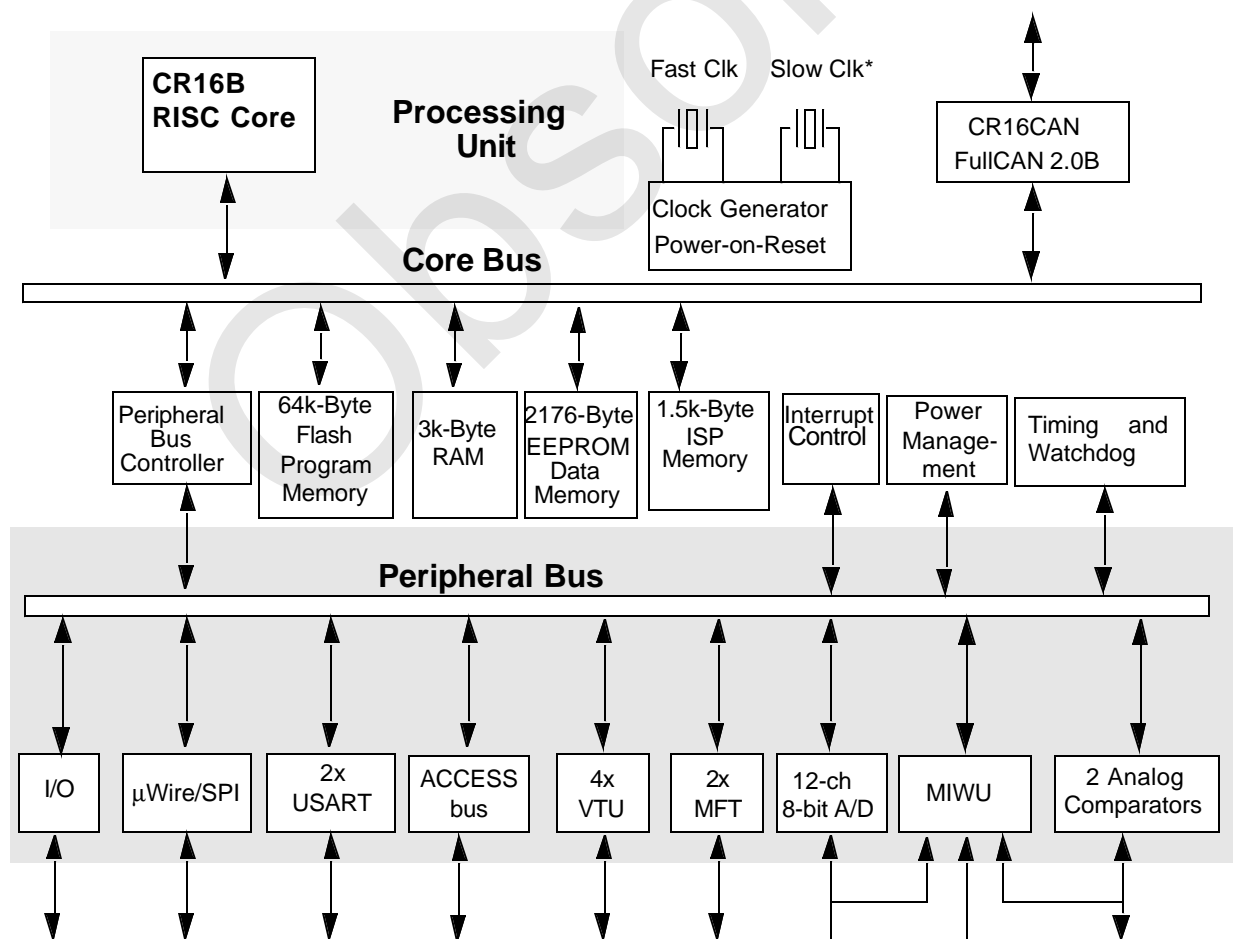 CR16B
RISC Core
Processing
Unit
Fast Clk
Slow Clk*
Clock Generator
Power-on-Reset
CR16CAN
FullCAN 2.0B
Core Bus
Peripheral
Bus
Controller
64k-Byte
Flash
Program
Memory
3k-Byte
RAM
2176-Byte
EEPROM
Data
Memory
1.5k-Byte
ISP
Memory
Interrupt
Control
Power
Manage-
ment
Timing and
Watchdog
Peripheral Bus
I/O
µWire/SPI
2x
USART
ACCESS
bus
4x
VTU
2x
MFT
12-ch
8-bit A/D
MIWU
2 Analog
Comparators